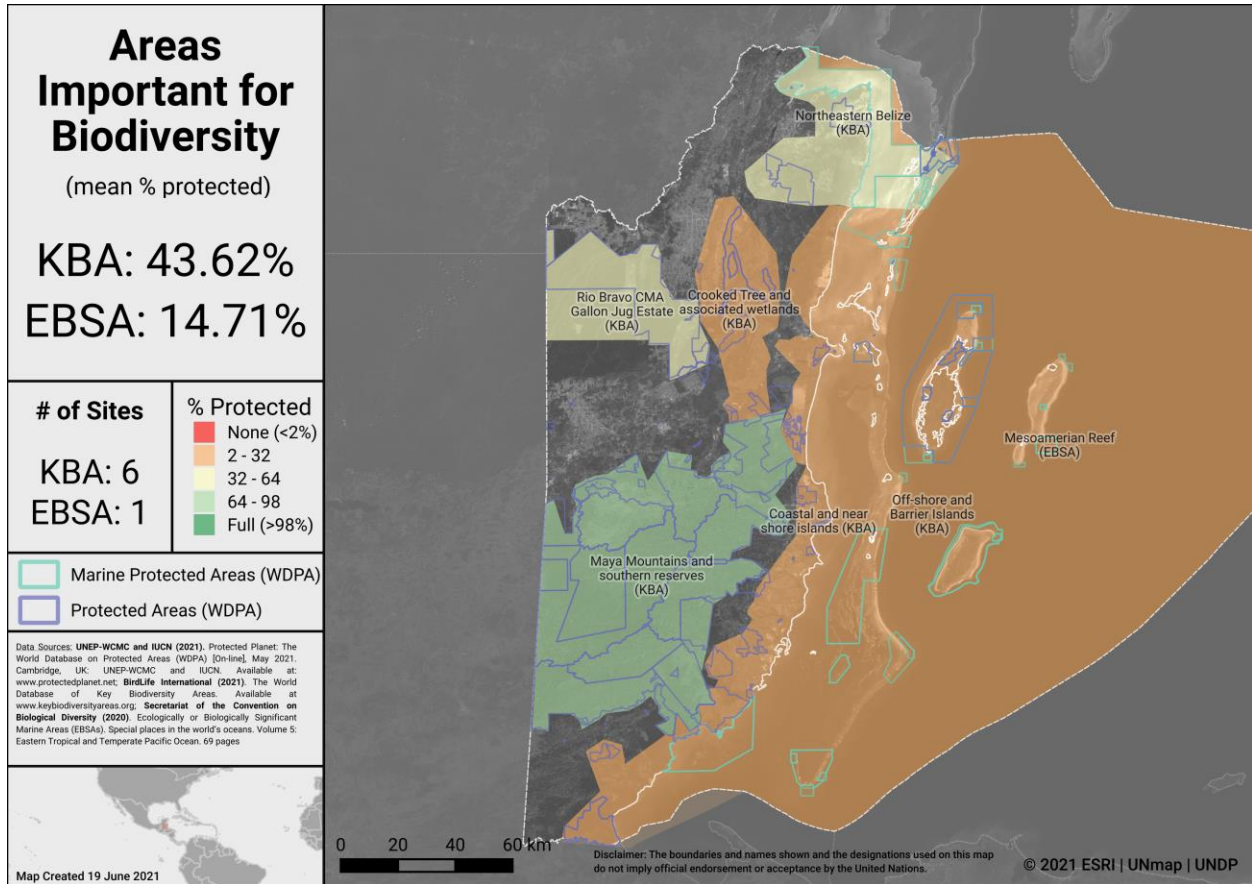 Areas
Important for
Biodiversity
(mean % protected)
KBA: 43.62%
EBSA: 14.71%
# of Sites
KBA: 6
EBSA: 1
% Protected
None (<2%)
2 - 32
32 - 64
64 - 98
Full (>98%)
Marine Protected Areas (WDPA)
Protected Areas (WDPA)
Data Sources: UNEP-WCMC and IUCN (2021). Protected Planet: The
World Database on Protected Areas (WDPA) [On-line], May 2021.
Cambridge, UK: UNEP-WCMC and IUCN. Available at:
www.protectedplanet.net; BirdLife International (2021). The World
Database of Key Biodiversity Areas. Available at
www.keybiodiversityareas.org; Secretariat of the Convention on
Biological Diversity (2020). Ecologically or Biologically Significant
Marine Areas (EBSAs). Special places in the world's oceans. Volume 5:
Eastern Tropical and Temperate Pacific Ocean. 69 pages
Map Created 19 June 2021
Northeastern Belize
(KBA)
Rio Bravo CMA
Gallon Jug Estate
(KBA)
Crooked Tree and
associated wetlands
(KBA)
Mesoamerian Reef
(EBSA)
Coastal and near
shore islands (KBA)
Off-shore and
Barrier Islands
(KBA)
Maya Mountains and
southern reserves
(KBA)
0 20 40 60 km
Disclaimer: The boundaries and names shown and the designations used on this map
do not imply official endorsement or acceptance by the United Nations.
© 2021 ESRI | UNmap | UNDP